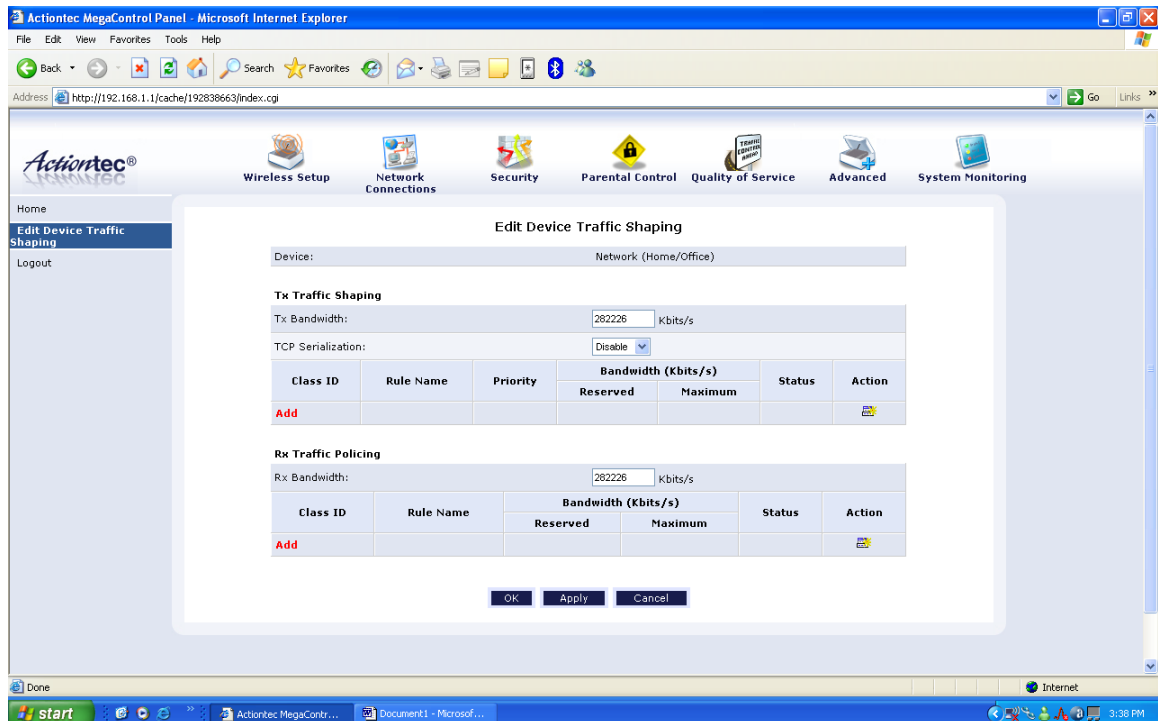 Actiontec MegaControl Panel - Microsoft Internet Explorer
File Edit View Favorites Tools Help
Back Search Favorites
Address http://192.168.1.1/cache/192838663/index.cgi Go Links »
Actiontec®
Wireless Setup
Network Connections
Security
Parental Control
TRAFFIC CONTROL AHEAD
Quality of Service
Advanced
System Monitoring
Home
Edit Device Traffic
Shaping
Logout
Edit Device Traffic Shaping
Device: Network (Home/Office)
Tx Traffic Shaping
Tx Bandwidth: 282226 Kbits/s
TCP Serialization: Disable
Class ID Rule Name Priority Bandwidth (Kbits/s) Status Action
Reserved Maximum
Add
Rx Traffic Policing
Rx Bandwidth: 282226 Kbits/s
Class ID Rule Name Bandwidth (Kbits/s) Status Action
Reserved Maximum
Add
OK Apply Cancel
Done Internet
start » Actiontec MegaContr... Document1 - Microsof... 3:38 PM